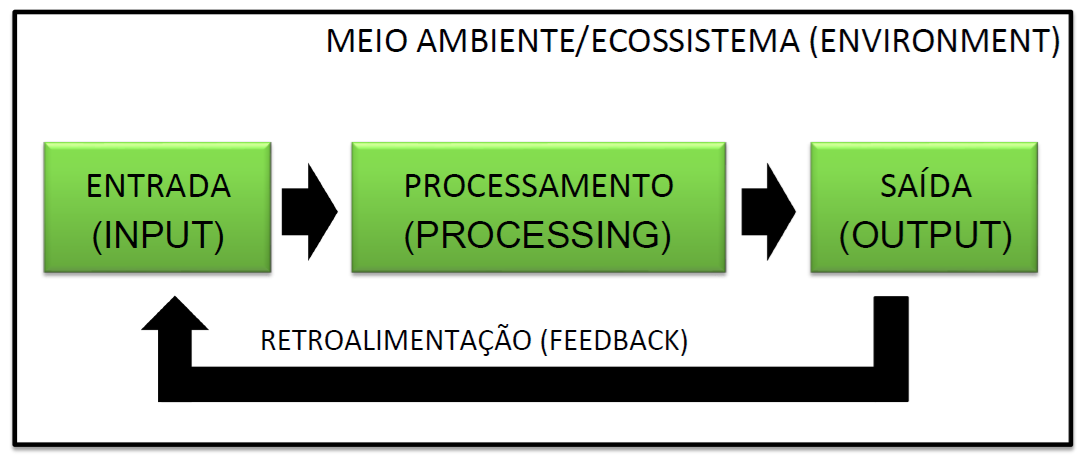 MEIO AMBIENTE/ECOSSISTEMA (ENVIRONMENT)
ENTRADA
(INPUT)
PROCESSAMENTO
(PROCESSING)
SAÍDA
(OUTPUT)
RETROALIMENTAÇÃO (FEEDBACK)